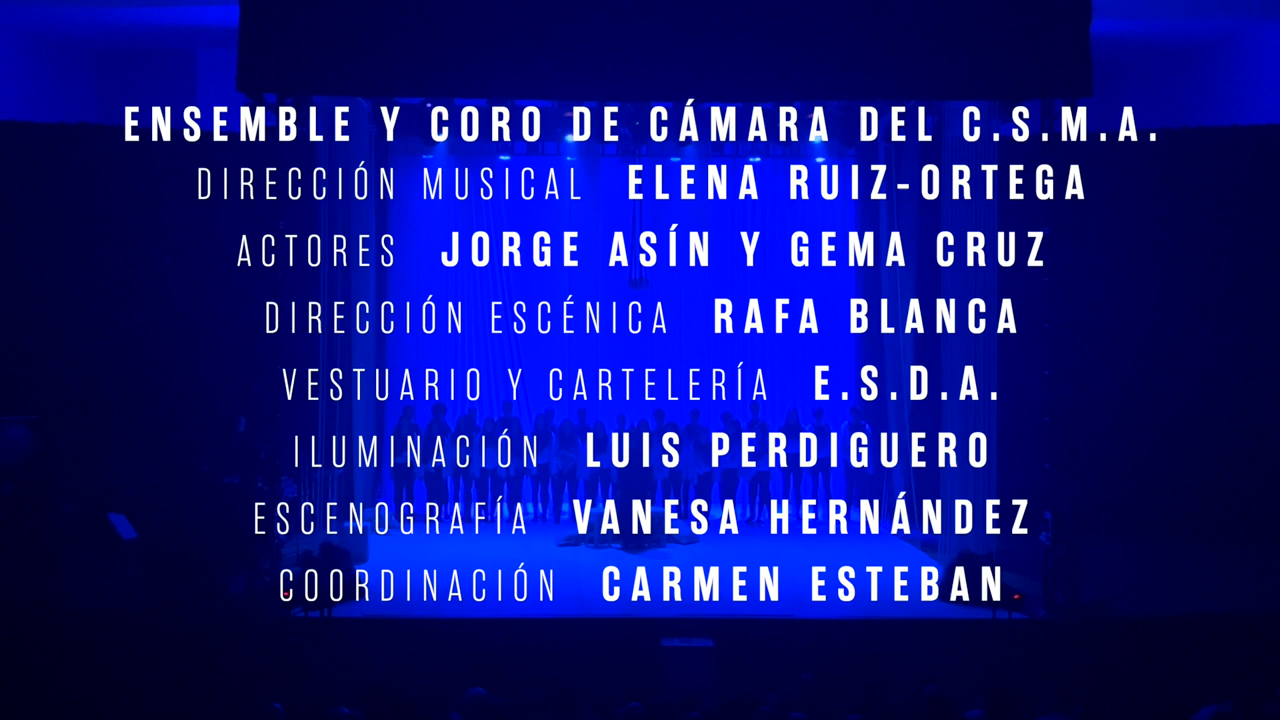 ENSEMBLE Y CORO DE CÁMARA DEL C.S.M.A.
DIRECCIÓN MUSICAL ELENA RUIZ-ORTEGA
ACTORES JORGE ASÍN Y GEMA CRUZ
DIRECCIÓN ESCÉNICA RAFA BLANCA
VESTUARIO Y CARTELERÍA E.S.D.A.
ILUMINACIÓN LUIS PERDIGUERO
ESCENOGRAFÍA VANESA HERNÁNDEZ
COORDINACIÓN CARMEN ESTEBAN